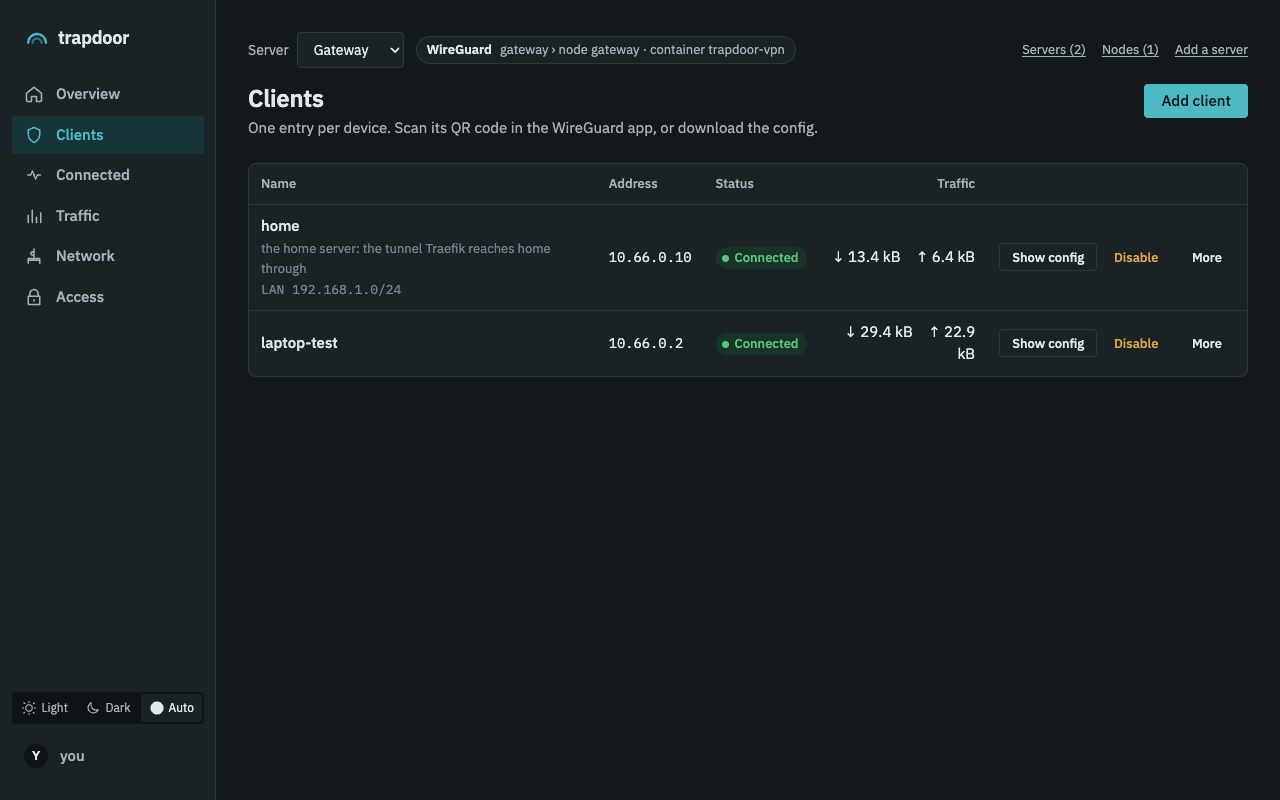 trapdoor
Overview
Clients
Connected
Traffic
Network
Access
Light Dark Auto
Y you
Server Gateway WireGuard gateway › node gateway · container trapdoor-vpn Servers (2) Nodes (1) Add a server
Clients
Add client
One entry per device. Scan its QR code in the WireGuard app, or download the config.
Name Address Status Traffic
home
the home server: the tunnel Traefik reaches home
through
LAN 192.168.1.0/24
10.66.0.10 Connected ↓ 13.4 kB ↑ 6.4 kB Show config Disable More
laptop-test 10.66.0.2 Connected ↓ 29.4 kB ↑ 22.9
kB
Show config Disable More